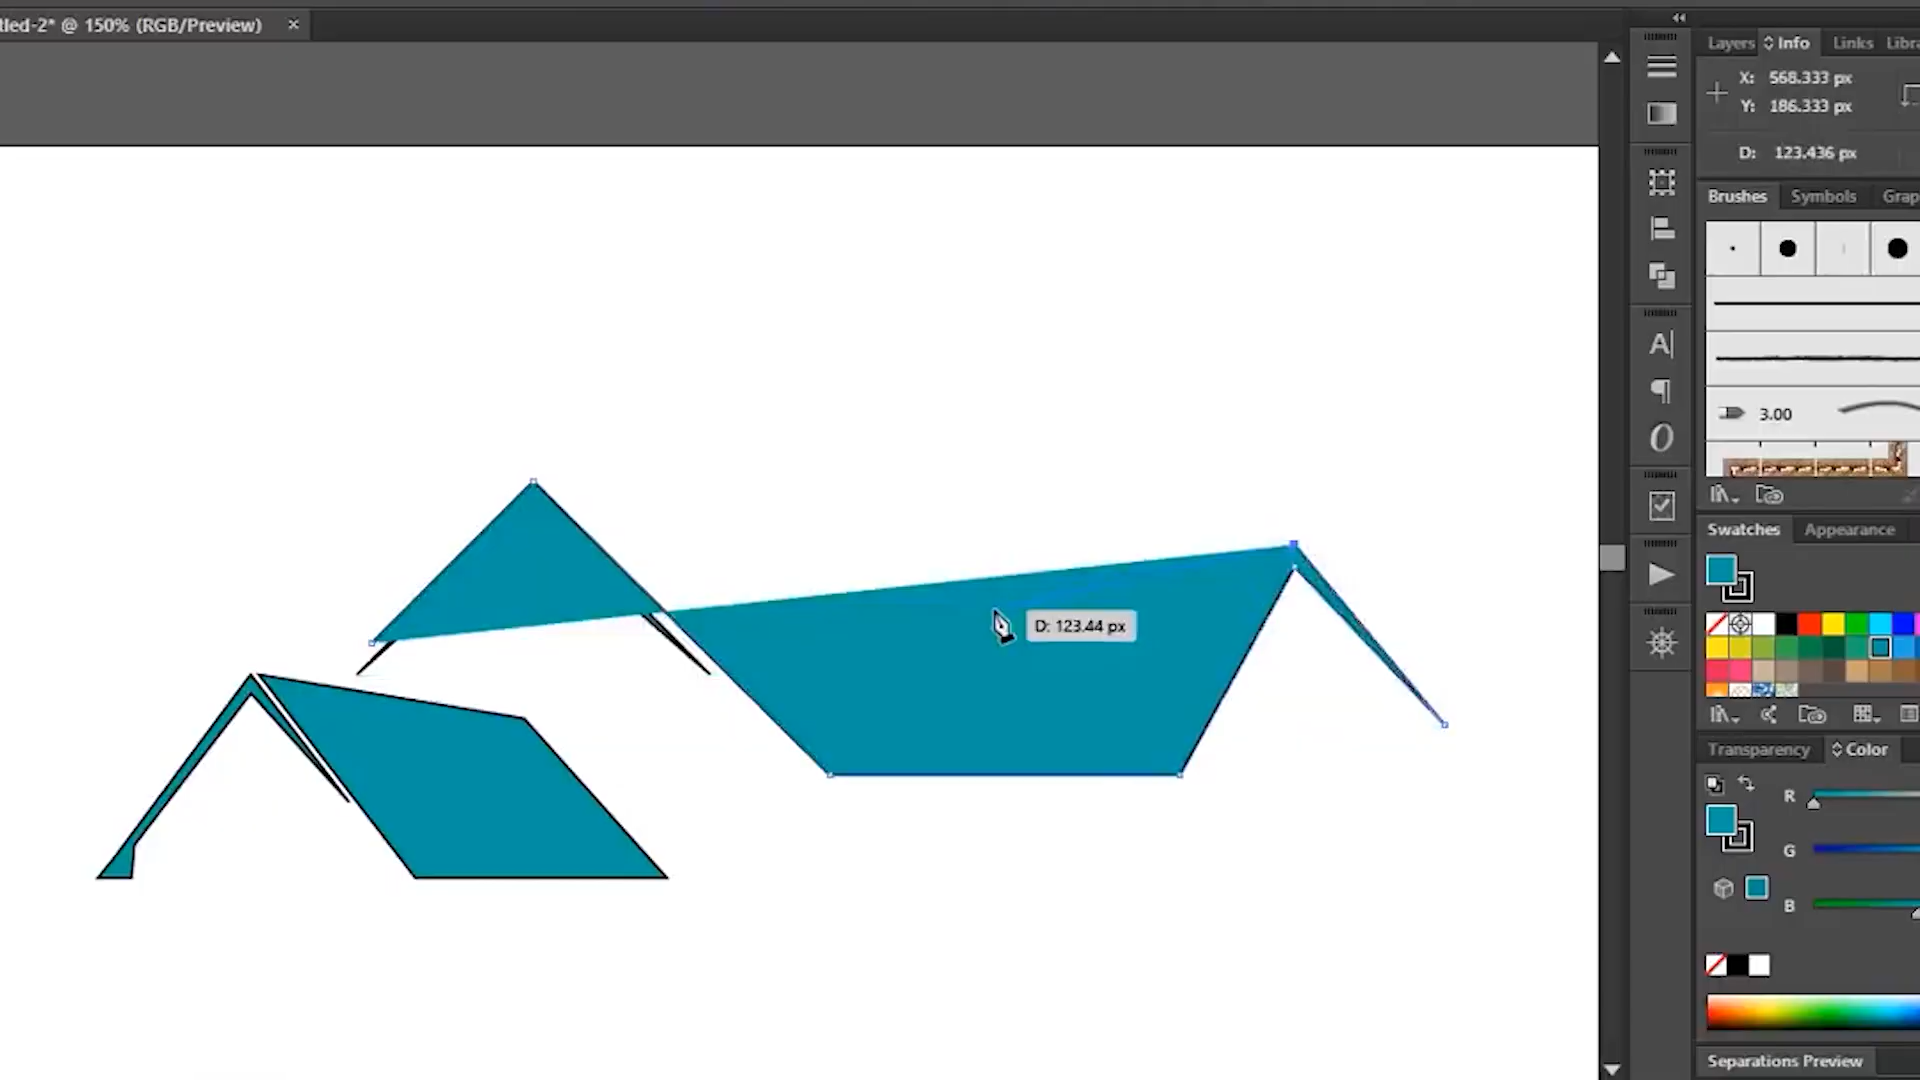 tled-2* @ 150% (RGB/Preview)
Layers Info Links Libra
X: 568.333 px
Y: 186.333 px
D: 123.436 px
Brushes Symbols Grap
3.00
Swatches Appearance
D: 123.44 px
Transparency Color
R
G
B
Separations Preview